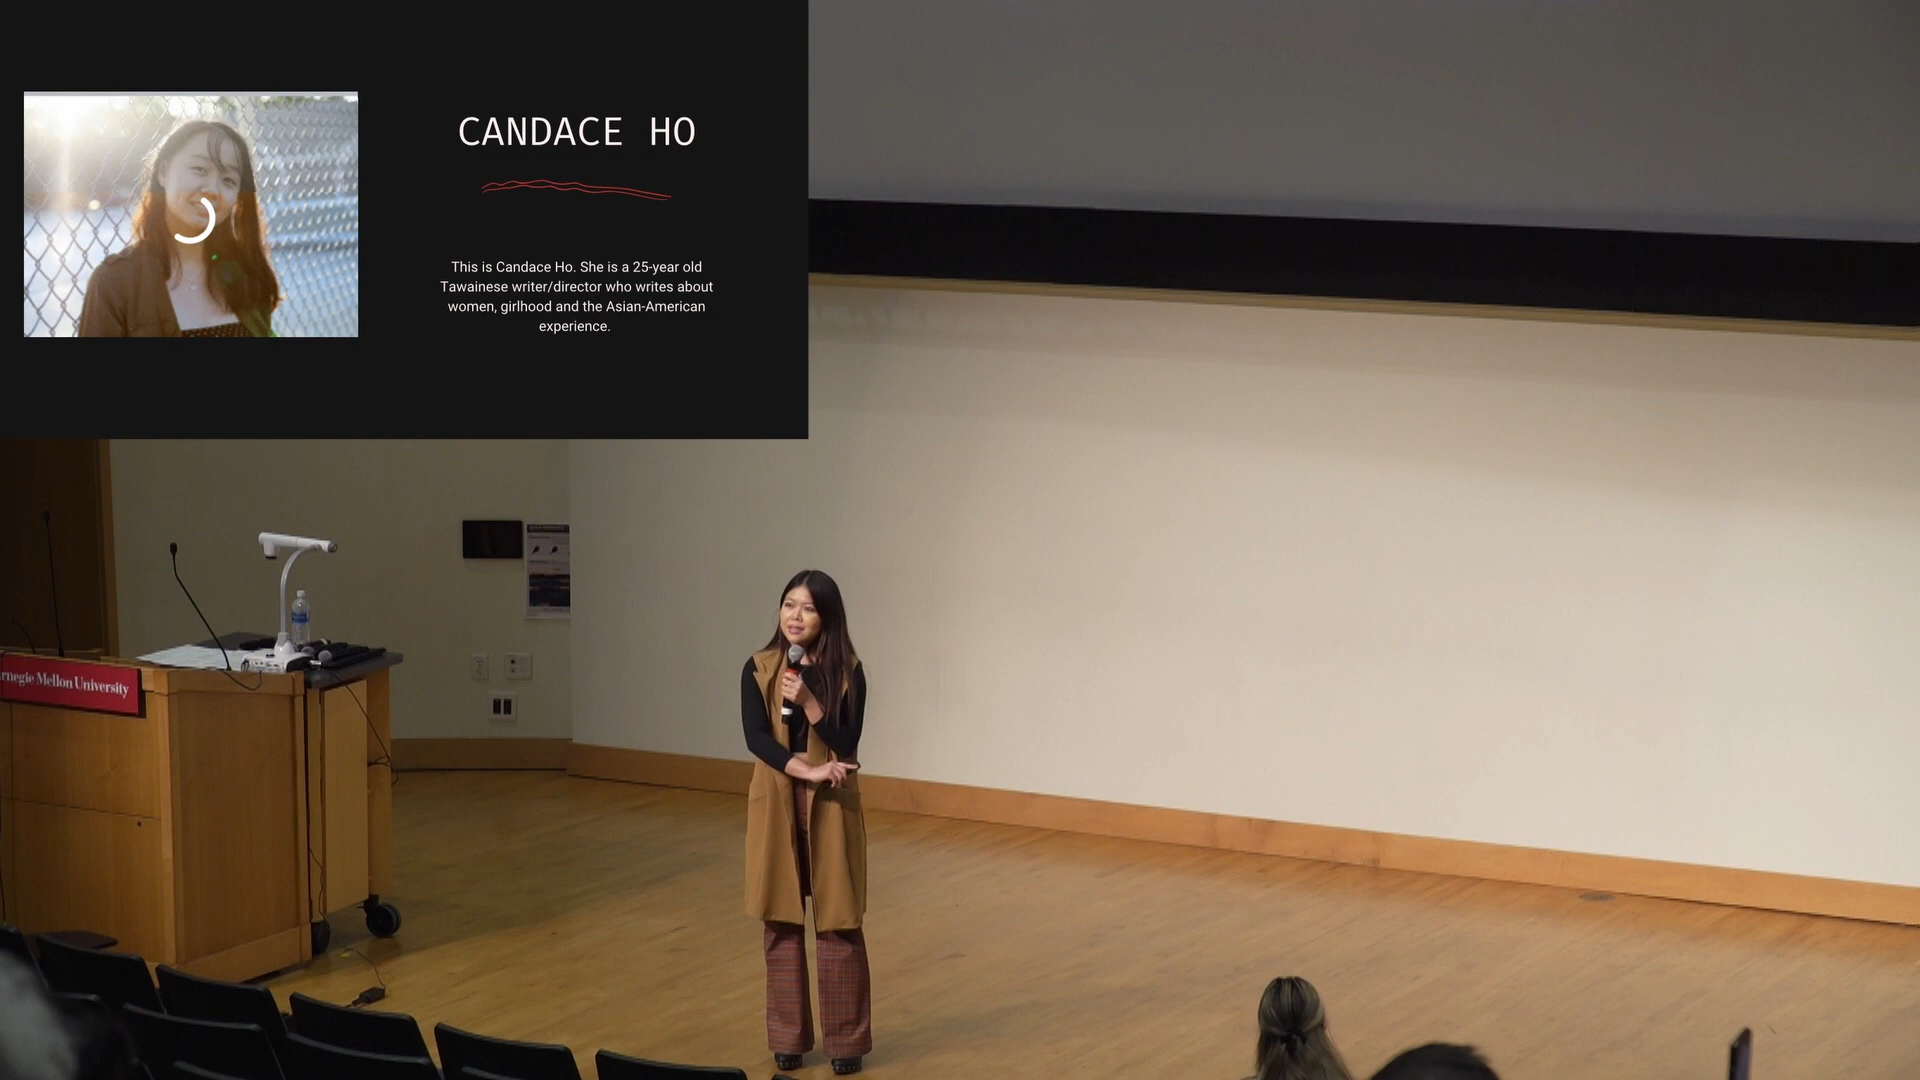 CANDACE HO
This is Candace Ho. She is a 25-year old
Tawainese writer/director who writes about
women, girlhood and the Asian-American
experience.
rnegie Mellon University